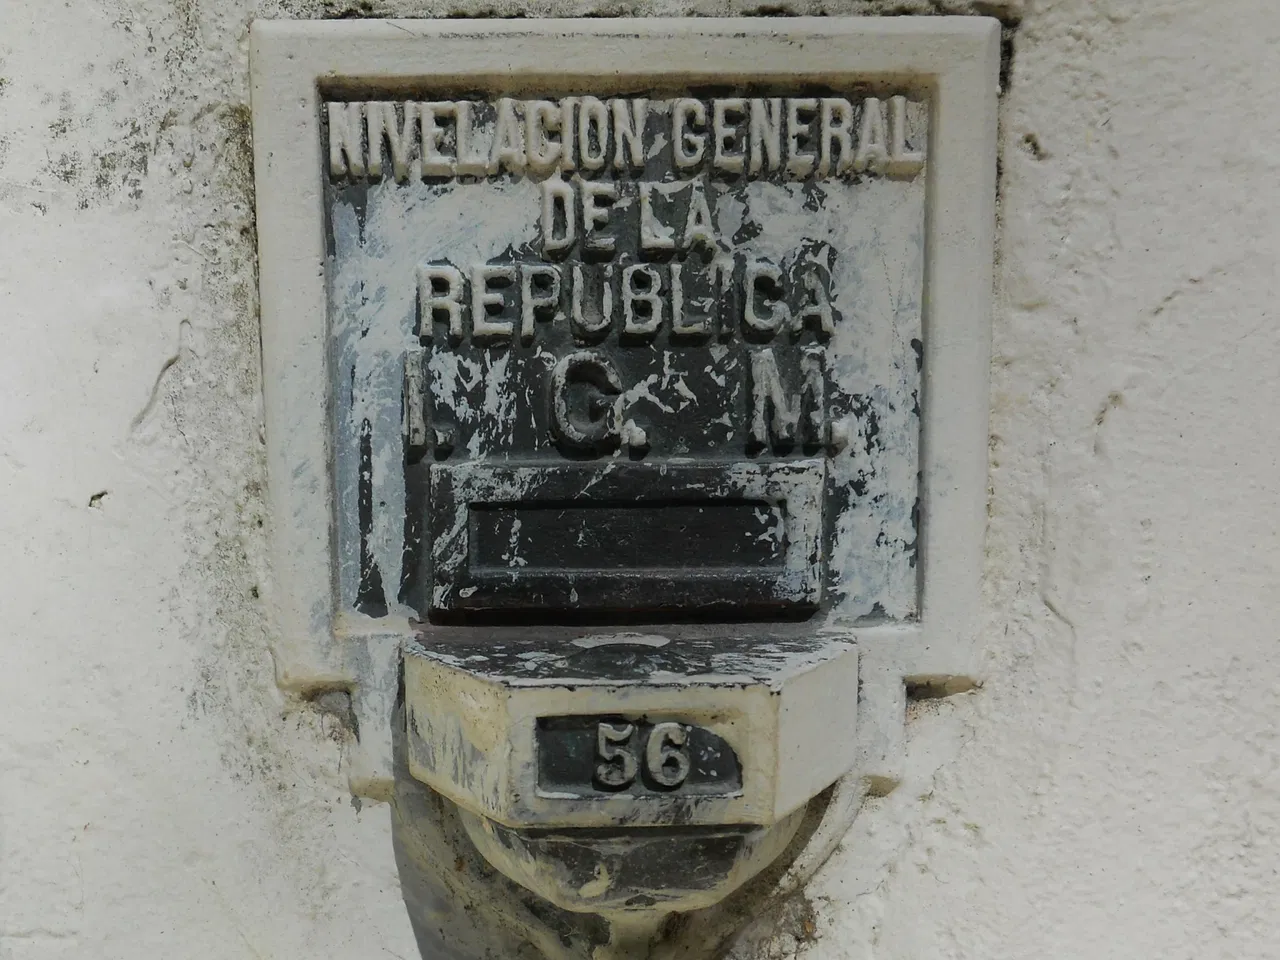 NIVELACION GENERAL
DE LA
REPUBLICA
I. G. M.
56